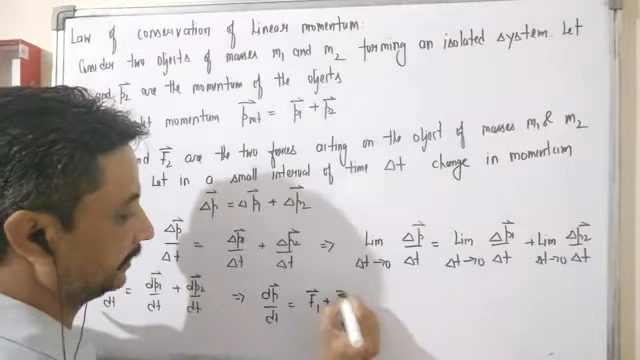 Law of conservation of Linear momentum:
Consider two objects of masses m₁ and m₂ forming an isolated system. Let
and p⃗₂ are the momentum of the objects
momentum p⃗net = p⃗₁ + p⃗₂
nd F⃗₂ are the two forces acting on the object of masses m₁ & m₂
Let in a small interval of time Δt change in momentum
Δp⃗ = Δp⃗₁ + Δp⃗₂
Δp⃗/Δt = Δp⃗₁/Δt + Δp⃗₂/Δt ⇒ Lim Δt→0 Δp⃗/Δt = Lim Δt→0 Δp⃗₁/Δt + Lim Δt→0 Δp⃗₂/Δt
dt = dp⃗₁/dt + dp⃗₂/dt ⇒ dp⃗/dt = F⃗₁ +